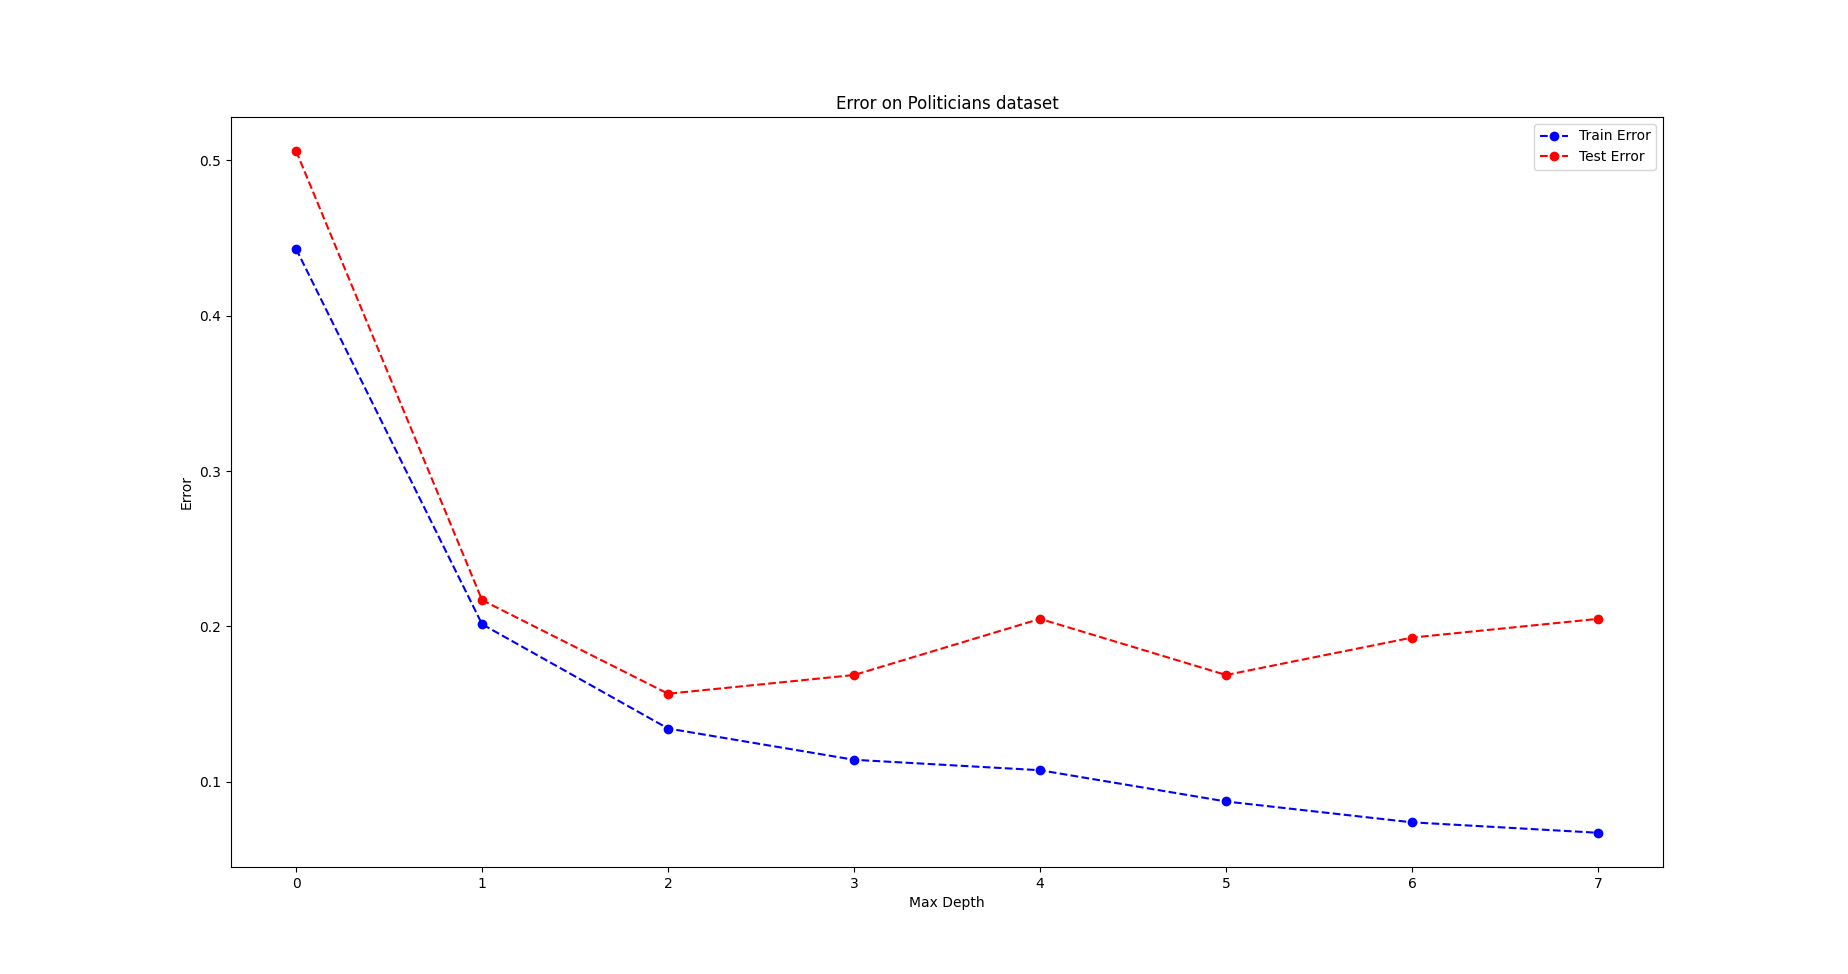 Error on Politicians dataset
Train Error
Test Error
0.5
0.4
0.3
0.2
0.1
Error
0 1 2 3 4 5 6 7
Max Depth